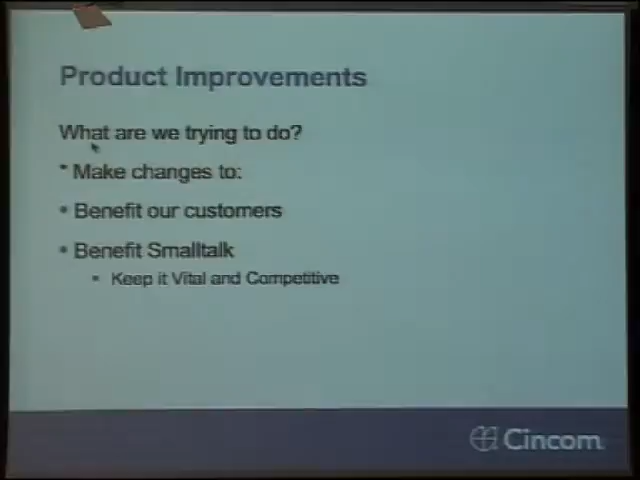 Product Improvements
What are we trying to do?
* Make changes to:
• Benefit our customers
• Benefit Smalltalk
• Keep it Vital and Competitive
Cincom